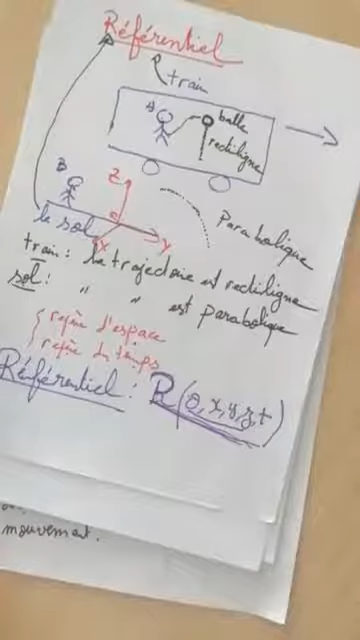 Référentiel
train
A
balle
rectiligne
B
Z
O
X
Y
le sol
Parabolique
train : la trajectoire est rectiligne
sol : " " est parabolique
{ repère d'espace
repère du temps
Référentiel : R(o,x,y,z,t)
mouvement.